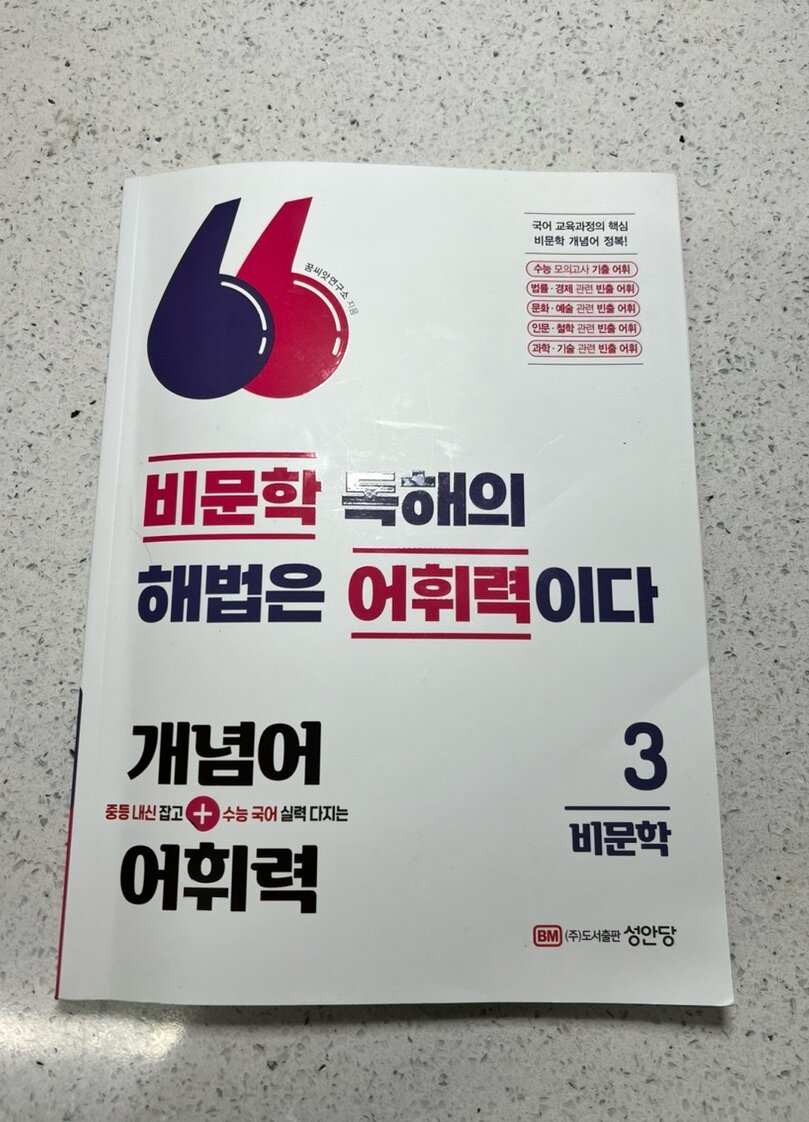 꿈씨앗연구소 지음
국어 교육과정의 핵심
비문학 개념어 정복!
수능 모의고사 기출 어휘
법률·경제 관련 빈출 어휘
문화·예술 관련 빈출 어휘
인문·철학 관련 빈출 어휘
과학·기술 관련 빈출 어휘
비문학 독해의
해법은 어휘력이다
개념어
중등 내신 잡고 + 수능 국어 실력 다지는
어휘력
3
비문학
BM (주)도서출판 성안당